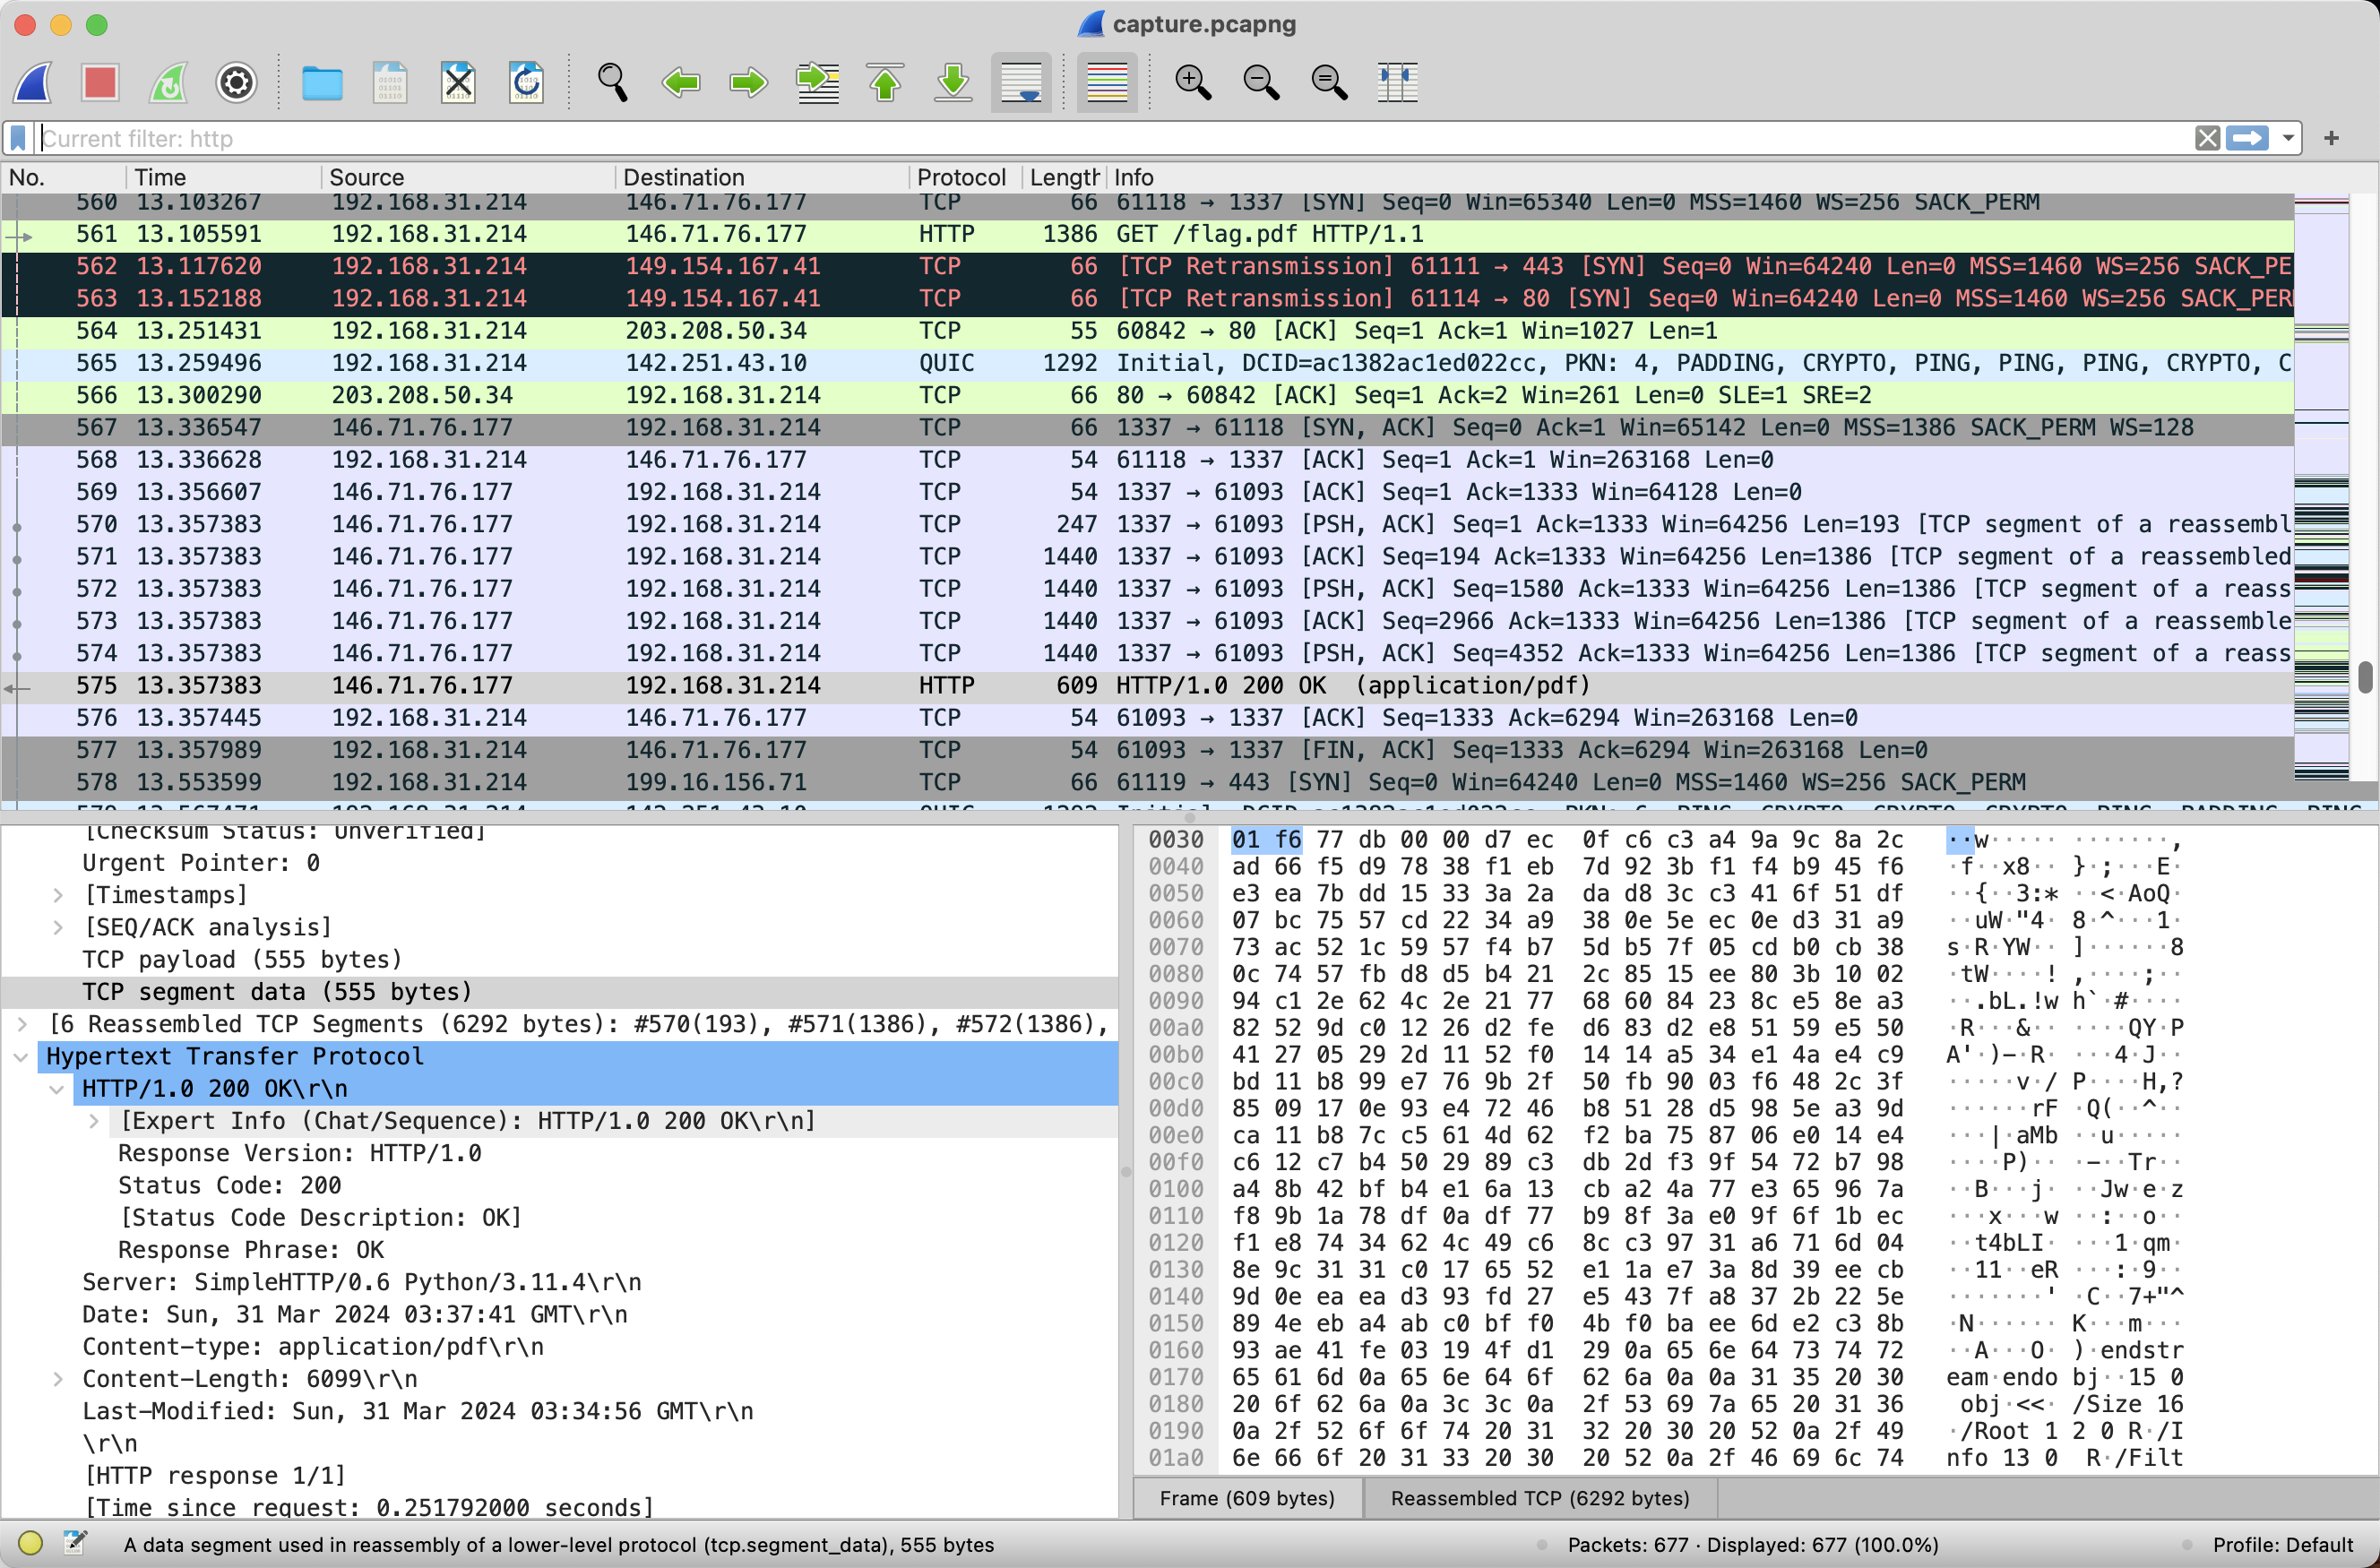 capture.pcapng
Current filter: http
No. Time Source Destination Protocol Length Info
560 13.103267 192.168.31.214 146.71.76.177 TCP 66 61118 → 1337 [SYN] Seq=0 Win=65340 Len=0 MSS=1460 WS=256 SACK_PERM
561 13.105591 192.168.31.214 146.71.76.177 HTTP 1386 GET /flag.pdf HTTP/1.1
562 13.117620 192.168.31.214 149.154.167.41 TCP 66 [TCP Retransmission] 61111 → 443 [SYN] Seq=0 Win=64240 Len=0 MSS=1460 WS=256 SACK_PE
563 13.152188 192.168.31.214 149.154.167.41 TCP 66 [TCP Retransmission] 61114 → 80 [SYN] Seq=0 Win=64240 Len=0 MSS=1460 WS=256 SACK_PER
564 13.251431 192.168.31.214 203.208.50.34 TCP 55 60842 → 80 [ACK] Seq=1 Ack=1 Win=1027 Len=1
565 13.259496 192.168.31.214 142.251.43.10 QUIC 1292 Initial, DCID=ac1382ac1ed022cc, PKN: 4, PADDING, CRYPTO, PING, PING, PING, CRYPTO, C
566 13.300290 203.208.50.34 192.168.31.214 TCP 66 80 → 60842 [ACK] Seq=1 Ack=2 Win=261 Len=0 SLE=1 SRE=2
567 13.336547 146.71.76.177 192.168.31.214 TCP 66 1337 → 61118 [SYN, ACK] Seq=0 Ack=1 Win=65142 Len=0 MSS=1386 SACK_PERM WS=128
568 13.336628 192.168.31.214 146.71.76.177 TCP 54 61118 → 1337 [ACK] Seq=1 Ack=1 Win=263168 Len=0
569 13.356607 146.71.76.177 192.168.31.214 TCP 54 1337 → 61093 [ACK] Seq=1 Ack=1333 Win=64128 Len=0
570 13.357383 146.71.76.177 192.168.31.214 TCP 247 1337 → 61093 [PSH, ACK] Seq=1 Ack=1333 Win=64256 Len=193 [TCP segment of a reassembl
571 13.357383 146.71.76.177 192.168.31.214 TCP 1440 1337 → 61093 [ACK] Seq=194 Ack=1333 Win=64256 Len=1386 [TCP segment of a reassembled
572 13.357383 146.71.76.177 192.168.31.214 TCP 1440 1337 → 61093 [PSH, ACK] Seq=1580 Ack=1333 Win=64256 Len=1386 [TCP segment of a reass
573 13.357383 146.71.76.177 192.168.31.214 TCP 1440 1337 → 61093 [ACK] Seq=2966 Ack=1333 Win=64256 Len=1386 [TCP segment of a reassemble
574 13.357383 146.71.76.177 192.168.31.214 TCP 1440 1337 → 61093 [PSH, ACK] Seq=4352 Ack=1333 Win=64256 Len=1386 [TCP segment of a reass
575 13.357383 146.71.76.177 192.168.31.214 HTTP 609 HTTP/1.0 200 OK (application/pdf)
576 13.357445 192.168.31.214 146.71.76.177 TCP 54 61093 → 1337 [ACK] Seq=1333 Ack=6294 Win=263168 Len=0
577 13.357989 192.168.31.214 146.71.76.177 TCP 54 61093 → 1337 [FIN, ACK] Seq=1333 Ack=6294 Win=263168 Len=0
578 13.553599 192.168.31.214 199.16.156.71 TCP 66 61119 → 443 [SYN] Seq=0 Win=64240 Len=0 MSS=1460 WS=256 SACK_PERM
[Checksum Status: Unverified]
Urgent Pointer: 0
[Timestamps]
[SEQ/ACK analysis]
TCP payload (555 bytes)
TCP segment data (555 bytes)
[6 Reassembled TCP Segments (6292 bytes): #570(193), #571(1386), #572(1386),
Hypertext Transfer Protocol
HTTP/1.0 200 OK\r\n
[Expert Info (Chat/Sequence): HTTP/1.0 200 OK\r\n]
Response Version: HTTP/1.0
Status Code: 200
[Status Code Description: OK]
Response Phrase: OK
Server: SimpleHTTP/0.6 Python/3.11.4\r\n
Date: Sun, 31 Mar 2024 03:37:41 GMT\r\n
Content-type: application/pdf\r\n
Content-Length: 6099\r\n
Last-Modified: Sun, 31 Mar 2024 03:34:56 GMT\r\n
\r\n
[HTTP response 1/1]
[Time since request: 0.251792000 seconds]
0030 01 f6 77 db 00 00 d7 ec 0f c6 c3 a4 9a 9c 8a 2c ··w····· ·······,
0040 ad 66 f5 d9 78 38 f1 eb 7d 92 3b f1 f4 b9 45 f6 ·f··x8·· }·;···E·
0050 e3 ea 7b dd 15 33 3a 2a da d8 3c c3 41 6f 51 df ··{··3:* ··<·AoQ·
0060 07 bc 75 57 cd 22 34 a9 38 0e 5e ec 0e d3 31 a9 ··uW·"4· 8·^···1·
0070 73 ac 52 1c 59 57 f4 b7 5d b5 7f 05 cd b0 cb 38 s·R·YW·· ]······8
0080 0c 74 57 fb d8 d5 b4 21 2c 85 15 ee 80 3b 10 02 ·tW····! ,····;··
0090 94 c1 2e 62 4c 2e 21 77 68 60 84 23 8c e5 8e a3 ··.bL.!w h`·#····
00a0 82 52 9d c0 12 26 d2 fe d6 83 d2 e8 51 59 e5 50 ·R···&·· ····QY·P
00b0 41 27 05 29 2d 11 52 f0 14 14 a5 34 e1 4a e4 c9 A'·)-·R· ···4·J··
00c0 bd 11 b8 99 e7 76 9b 2f 50 fb 90 03 f6 48 2c 3f ·····v·/ P····H,?
00d0 85 09 17 0e 93 e4 72 46 b8 51 28 d5 98 5e a3 9d ······rF ·Q(··^··
00e0 ca 11 b8 7c c5 61 4d 62 f2 ba 75 87 06 e0 14 e4 ···|·aMb ··u·····
00f0 c6 12 c7 b4 50 29 89 c3 db 2d f3 9f 54 72 b7 98 ····P)·· ·-··Tr··
0100 a4 8b 42 bf b4 e1 6a 13 cb a2 4a 77 e3 65 96 7a ··B···j· ··Jw·e·z
0110 f8 9b 1a 78 df 0a df 77 b9 8f 3a e0 9f 6f 1b ec ···x···w ··:··o··
0120 f1 e8 74 34 62 4c 49 c6 8c c3 97 31 a6 71 6d 04 ··t4bLI· ···1·qm·
0130 8e 9c 31 31 c0 17 65 52 e1 1a e7 3a 8d 39 ee cb ··11··eR ···:·9··
0140 9d 0e ea ea d3 93 fd 27 e5 43 7f a8 37 2b 22 5e ·······' ·C··7+"^
0150 89 4e eb a4 ab c0 bf f0 4b f0 ba ee 6d e2 c3 8b ·N······ K···m···
0160 93 ae 41 fe 03 19 4f d1 29 0a 65 6e 64 73 74 72 ··A···O· )·endstr
0170 65 61 6d 0a 65 6e 64 6f 62 6a 0a 0a 31 35 20 30 eam·endo bj··15 0
0180 20 6f 62 6a 0a 3c 3c 0a 2f 53 69 7a 65 20 31 36 obj·<<· /Size 16
0190 0a 2f 52 6f 6f 74 20 31 32 20 30 20 52 0a 2f 49 ·/Root 1 2 0 R·/I
01a0 6e 66 6f 20 31 33 20 30 20 52 0a 2f 46 69 6c 74 nfo 13 0 R·/Filt
Frame (609 bytes) Reassembled TCP (6292 bytes)
A data segment used in reassembly of a lower-level protocol (tcp.segment_data), 555 bytes Packets: 677 · Displayed: 677 (100.0%) Profile: Default